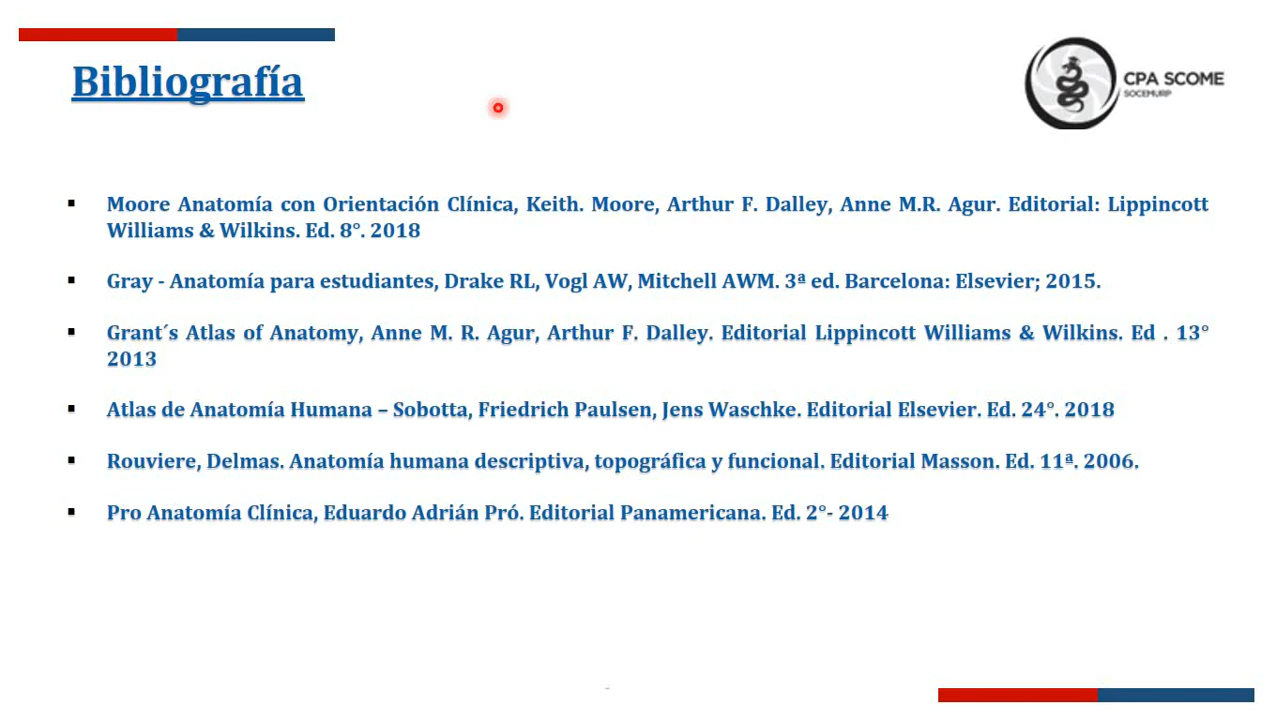 Bibliografía
CPA SCOME
SOCEMURP
▪ Moore Anatomía con Orientación Clínica, Keith. Moore, Arthur F. Dalley, Anne M.R. Agur. Editorial: Lippincott
Williams & Wilkins. Ed. 8°. 2018
▪ Gray - Anatomía para estudiantes, Drake RL, Vogl AW, Mitchell AWM. 3ª ed. Barcelona: Elsevier; 2015.
▪ Grant´s Atlas of Anatomy, Anne M. R. Agur, Arthur F. Dalley. Editorial Lippincott Williams & Wilkins. Ed . 13°
2013
▪ Atlas de Anatomía Humana – Sobotta, Friedrich Paulsen, Jens Waschke. Editorial Elsevier. Ed. 24°. 2018
▪ Rouviere, Delmas. Anatomía humana descriptiva, topográfica y funcional. Editorial Masson. Ed. 11ª. 2006.
▪ Pro Anatomía Clínica, Eduardo Adrián Pró. Editorial Panamericana. Ed. 2°- 2014